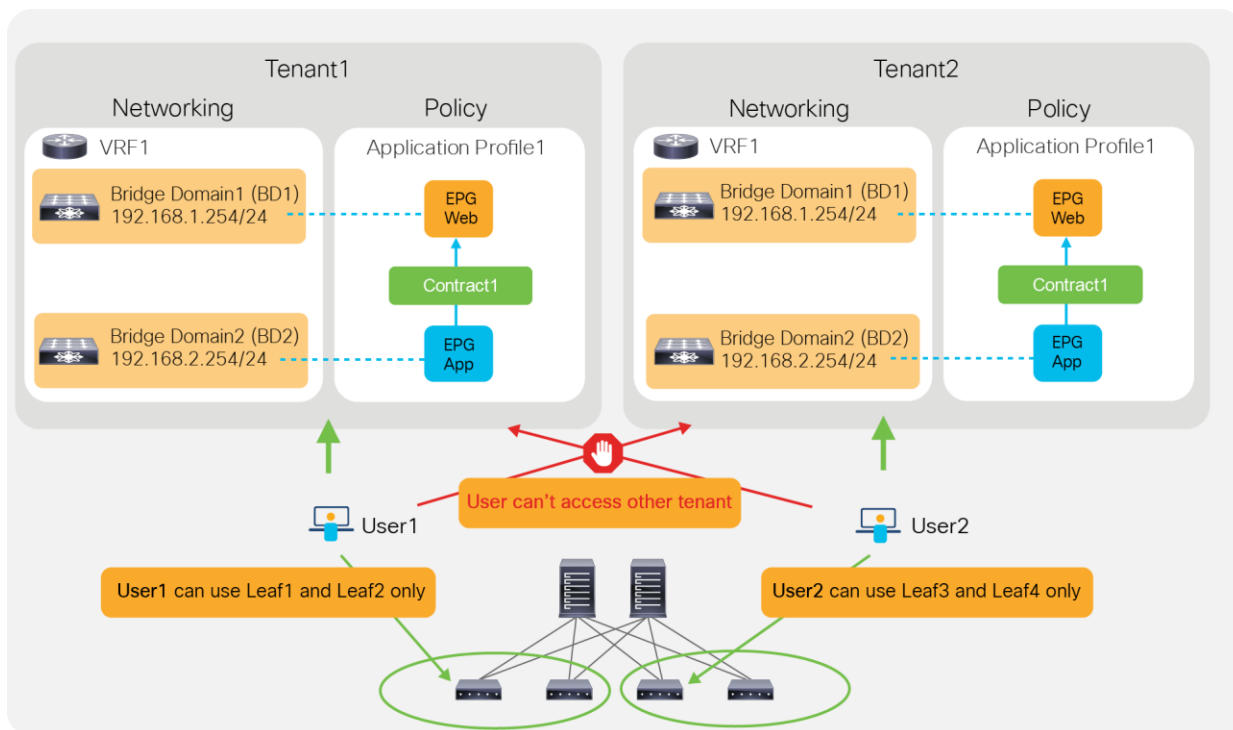 Tenant1
Networking
Policy
VRF1
Application Profile1
Bridge Domain1 (BD1)
192.168.1.254/24
EPG
Web
Contract1
Bridge Domain2 (BD2)
192.168.2.254/24
EPG
App
Tenant2
Networking
Policy
VRF1
Application Profile1
Bridge Domain1 (BD1)
192.168.1.254/24
EPG
Web
Contract1
Bridge Domain2 (BD2)
192.168.2.254/24
EPG
App
User can't access other tenant
User1
User2
User1 can use Leaf1 and Leaf2 only
User2 can use Leaf3 and Leaf4 only